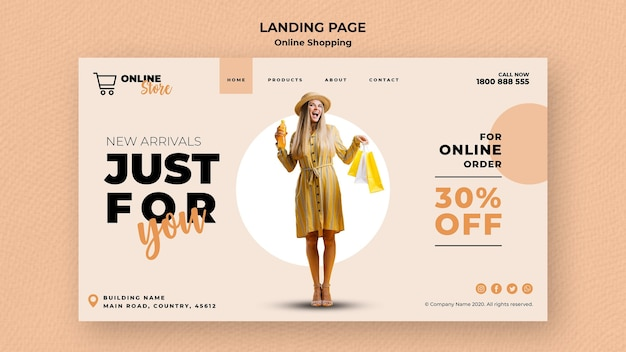 LANDING PAGE
Online Shopping
ONLINE
Store
HOME PRODUCTS ABOUT CONTACT
CALL NOW
1800 888 555
NEW ARRIVALS
JUST
FOR
you
FOR
ONLINE
ORDER
30%
OFF
BUILDING NAME
MAIN ROAD, COUNTRY, 45612
© Company Name 2020. All rights reserved.